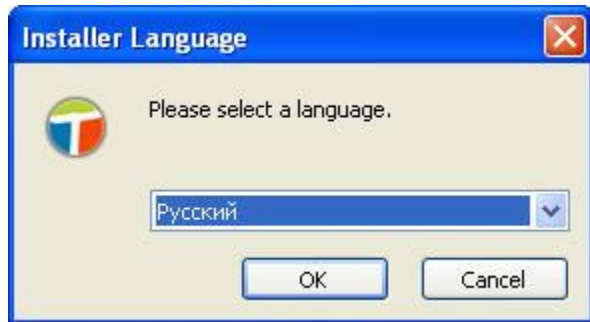 Installer Language
Please select a language.
Русский
OK
Cancel